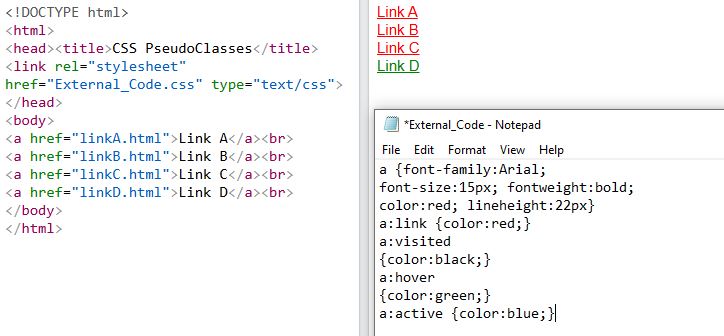 <!DOCTYPE html>
<html>
<head><title>CSS PseudoClasses</title>
<link rel="stylesheet"
href="External_Code.css" type="text/css">
</head>
<body>
<a href="linkA.html">Link A</a><br>
<a href="linkB.html">Link B</a><br>
<a href="linkC.html">Link C</a><br>
<a href="linkD.html">Link D</a><br>
</body>
</html>
Link A
Link B
Link C
Link D
*External_Code - Notepad
File Edit Format View Help
a {font-family:Arial;
font-size:15px; fontweight:bold;
color:red; lineheight:22px}
a:link {color:red;}
a:visited
{color:black;}
a:hover
{color:green;}
a:active {color:blue;}